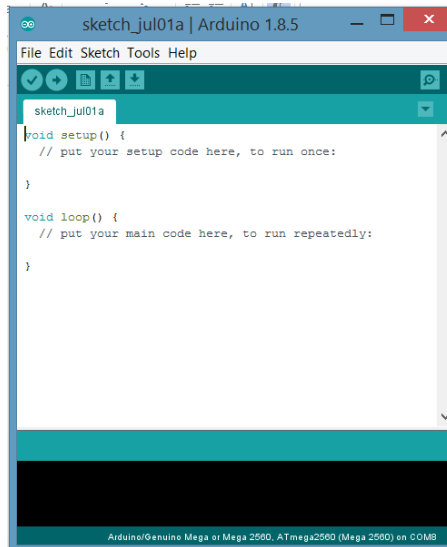 sketch_jul01a | Arduino 1.8.5
File Edit Sketch Tools Help
sketch_jul01a
void setup() {
// put your setup code here, to run once:
}
void loop() {
// put your main code here, to run repeatedly:
}
Arduino/Genuino Mega or Mega 2560, ATmega2560 (Mega 2560) on COM8